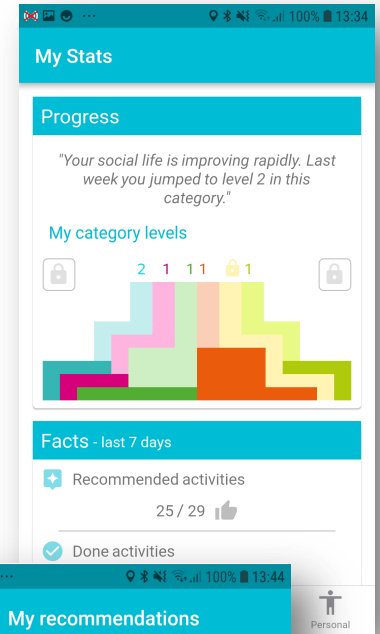 100% 13:34
My Stats
Progress
"Your social life is improving rapidly. Last
week you jumped to level 2 in this
category."
My category levels
2 1 1 1 1
Facts - last 7 days
Recommended activities
25 / 29
Done activities
100% 13:44
My recommendations
Personal